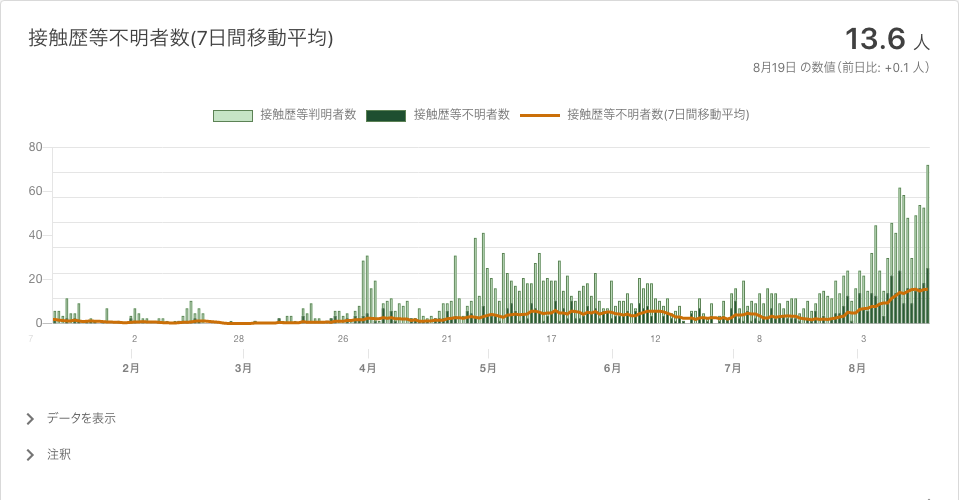 接触歴等不明者数(7日間移動平均)
13.6 人
8月19日 の数値（前日比: +0.1 人）
接触歴等判明者数 接触歴等不明者数 接触歴等不明者数(7日間移動平均)
80
60
40
20
0
7 2 28 26 21 17 12 8 3
2月 3月 4月 5月 6月 7月 8月
データを表示
注釈